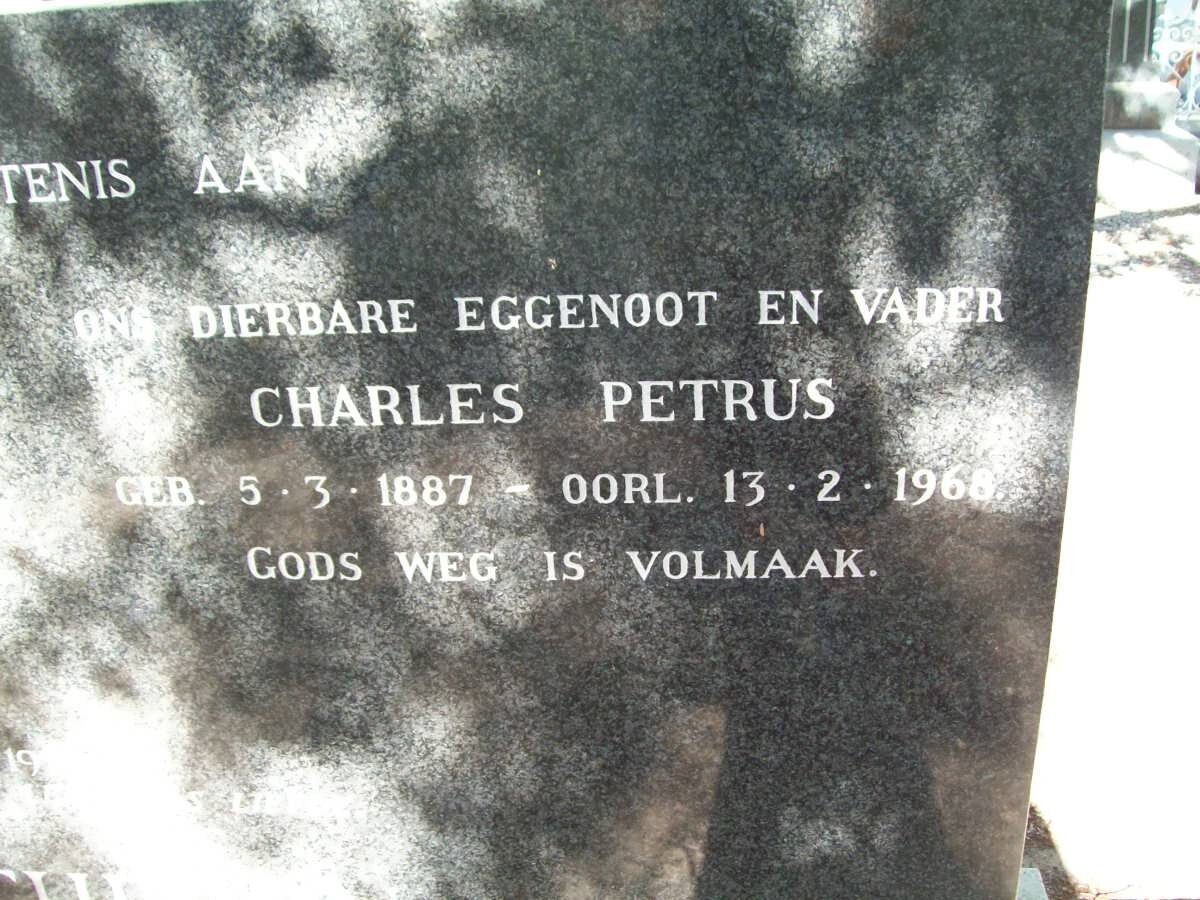 TENIS AAN
ONS DIERBARE EGGENOOT EN VADER
CHARLES PETRUS
GEB. 5·3·1887 – OORL. 13·2·1968.
GODS WEG IS VOLMAAK.